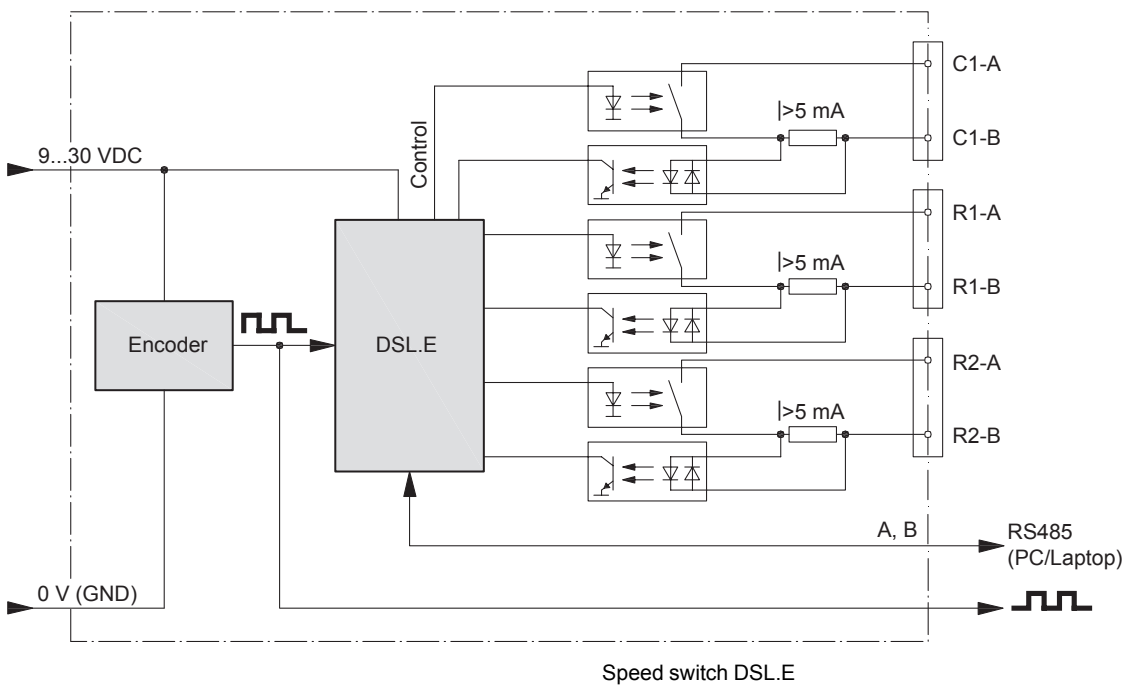 C1-A
I>5 mA
C1-B
9...30 VDC
Control
R1-A
I>5 mA
R1-B
Encoder
DSL.E
R2-A
I>5 mA
R2-B
A, B
RS485
(PC/Laptop)
0 V (GND)
Speed switch DSL.E